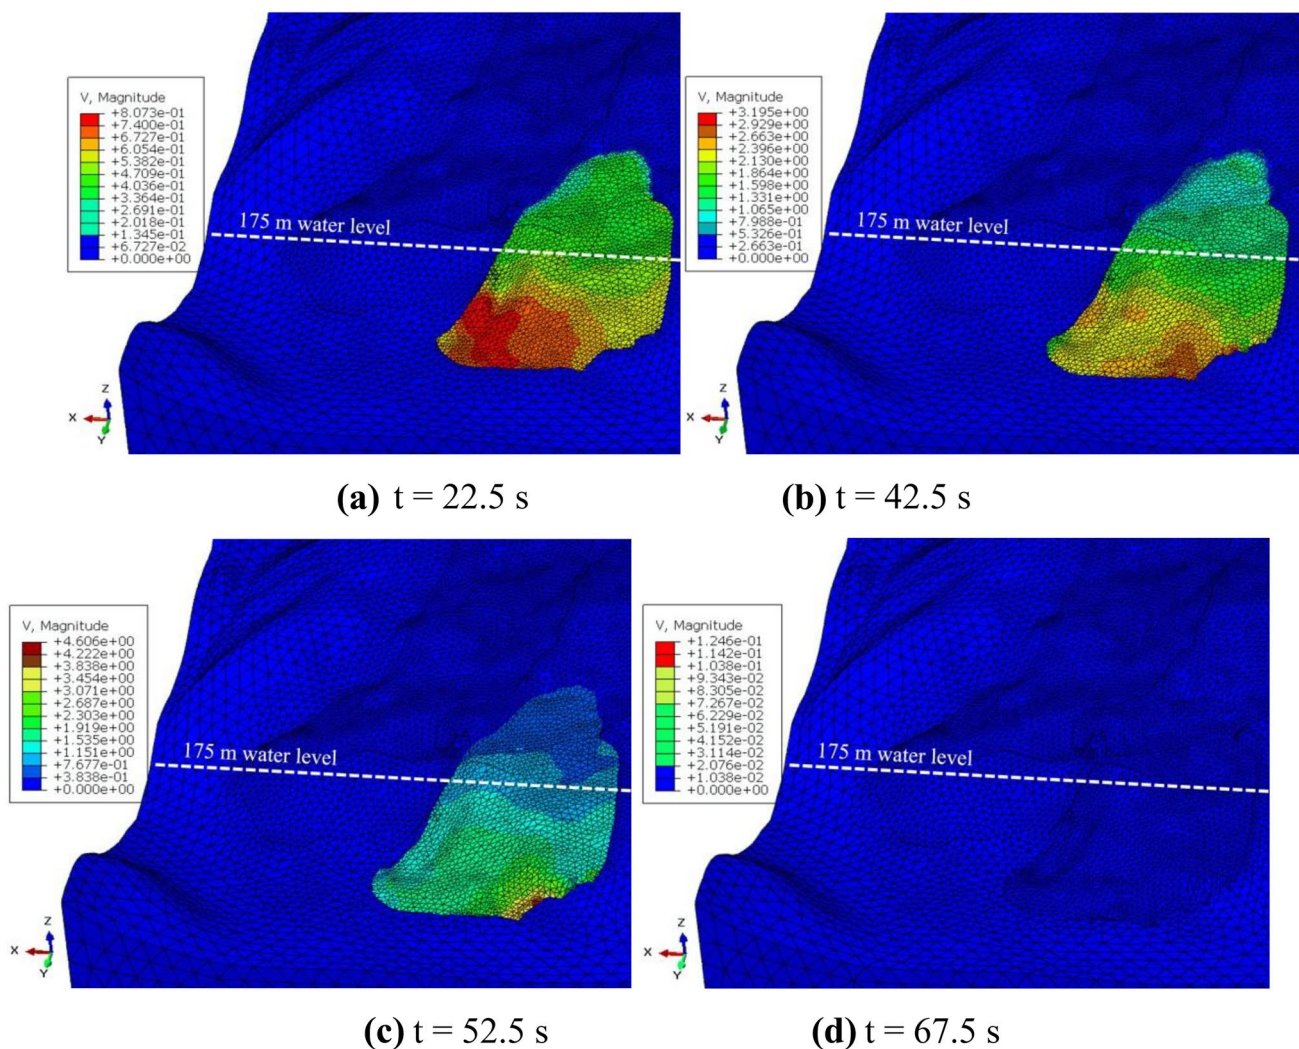 V, Magnitude
+8.073e-01
+7.400e-01
+6.727e-01
+6.054e-01
+5.382e-01
+4.709e-01
+4.036e-01
+3.364e-01
+2.691e-01
+2.018e-01
+1.345e-01
+6.727e-02
+0.000e+00
175 m water level
Z
X
Y
(a) t = 22.5 s
V, Magnitude
+3.195e+00
+2.929e+00
+2.663e+00
+2.396e+00
+2.130e+00
+1.864e+00
+1.598e+00
+1.331e+00
+1.065e+00
+7.988e-01
+5.326e-01
+2.663e-01
+0.000e+00
175 m water level
Z
X
Y
(b) t = 42.5 s
V, Magnitude
+4.606e+00
+4.222e+00
+3.838e+00
+3.454e+00
+3.071e+00
+2.687e+00
+2.303e+00
+1.919e+00
+1.535e+00
+1.151e+00
+7.677e-01
+3.838e-01
+0.000e+00
175 m water level
Z
X
Y
(c) t = 52.5 s
V, Magnitude
+1.246e-01
+1.142e-01
+1.038e-01
+9.343e-02
+8.305e-02
+7.267e-02
+6.229e-02
+5.191e-02
+4.152e-02
+3.114e-02
+2.076e-02
+1.038e-02
+0.000e+00
175 m water level
Z
X
Y
(d) t = 67.5 s